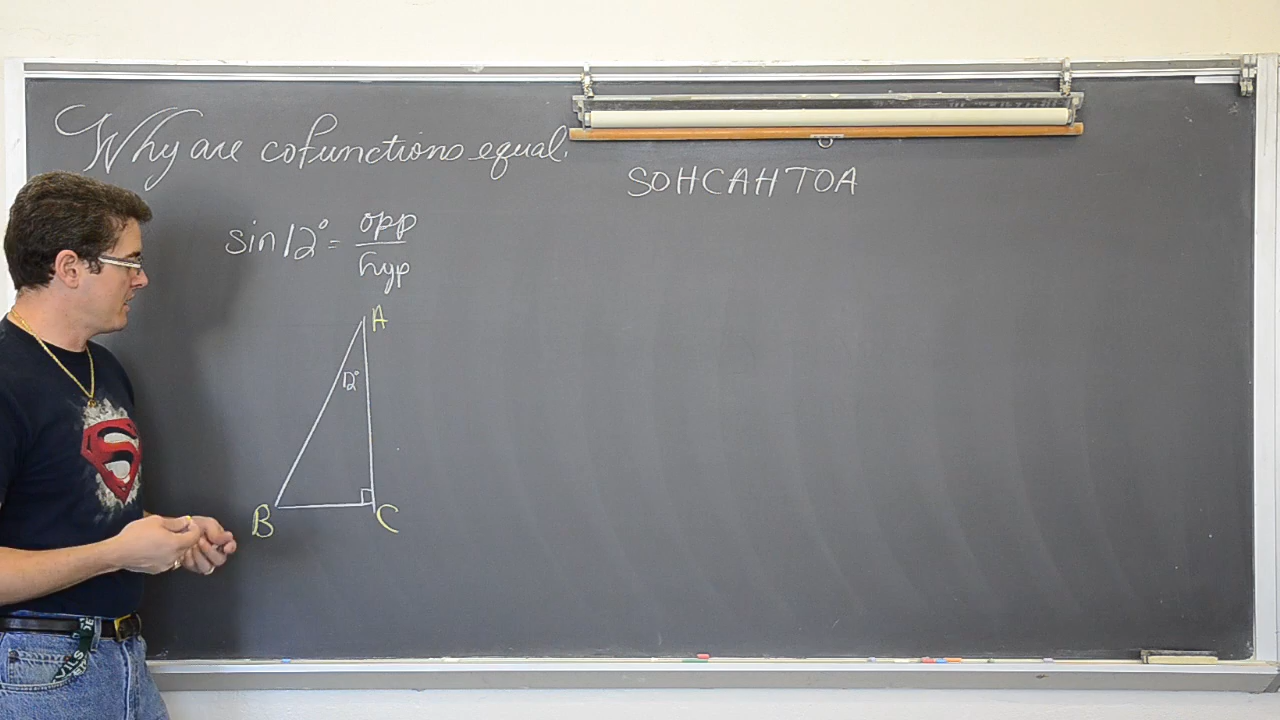 Why are cofunctions equal.
SOHCAHTOA
sin 12° = opp
hyp
A
12°
B
C
S